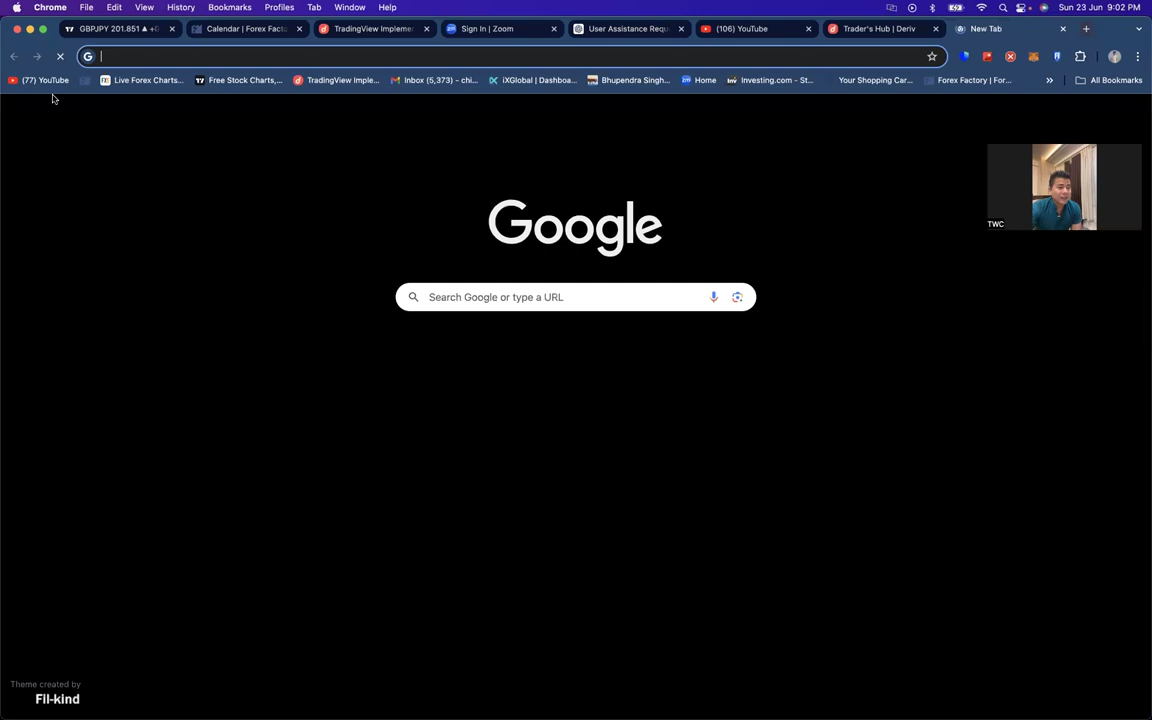 Chrome File Edit View History Bookmarks Profiles Tab Window Help Sun 23 Jun 9:02 PM
GBPJPY 201.851 Calendar | Forex Fact TradingView Implemen Sign In | Zoom User Assistance Requ (106) YouTube Trader's Hub | Deriv New Tab
(77) YouTube Live Forex Charts... Free Stock Charts,... TradingView Imple... Inbox (5,373) - chi... iXGlobal | Dashboa... Bhupendra Singh... Home Investing.com - St... Your Shopping Car... Forex Factory | For... All Bookmarks
TWC
Google
Search Google or type a URL
Theme created by
Fil-kind